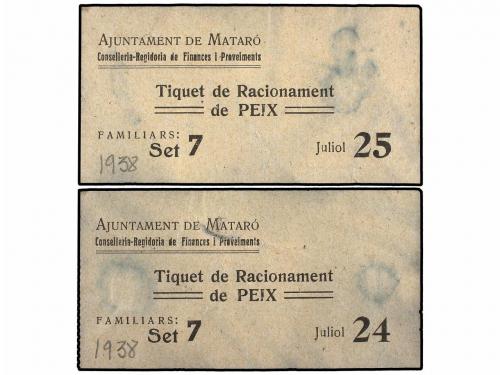 AJUNTAMENT DE MATARÓ
Conselleria-Regidoria de Finances i Proveïments
Tiquet de Racionament
de PEIX
FAMILIARS:
Set 7 Juliol 25
1938
AJUNTAMENT DE MATARÓ
Conselleria-Regidoria de Finances i Proveïments
Tiquet de Racionament
de PEIX
FAMILIARS:
Set 7 Juliol 24
1938